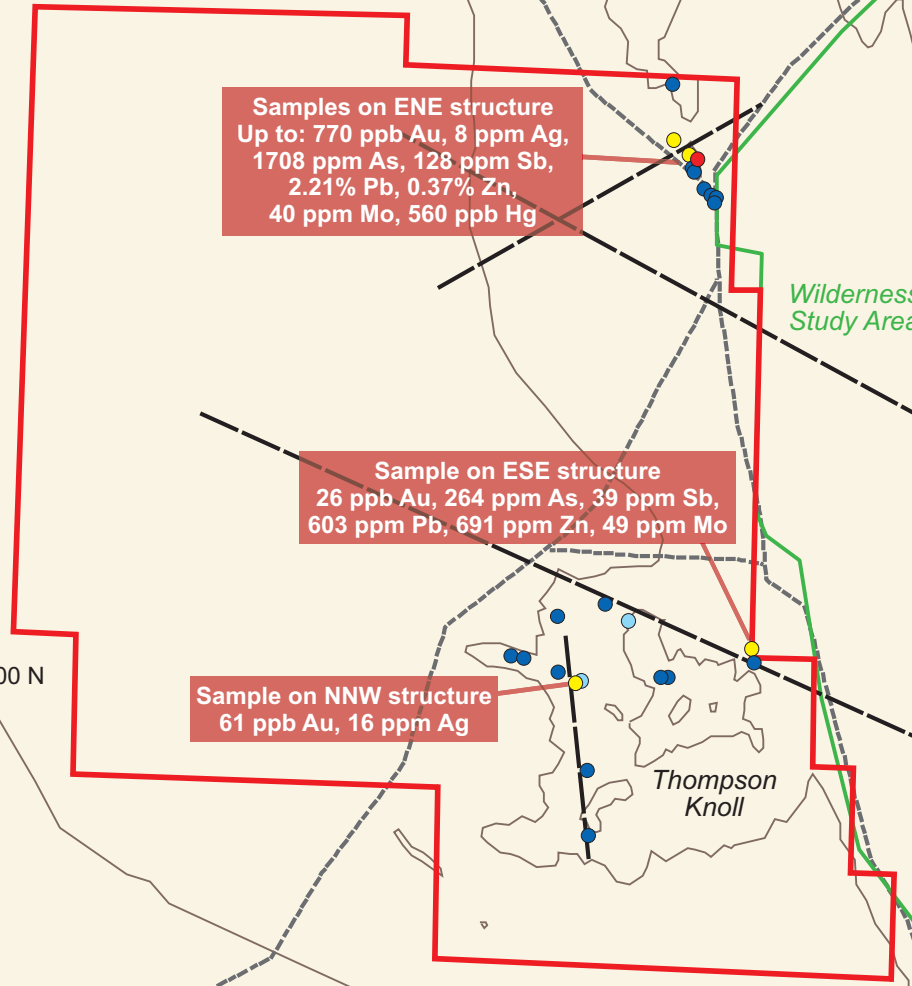 Samples on ENE structure
Up to: 770 ppb Au, 8 ppm Ag,
1708 ppm As, 128 ppm Sb,
2.21% Pb, 0.37% Zn,
40 ppm Mo, 560 ppb Hg
Wilderness
Study Area
Sample on ESE structure
26 ppb Au, 264 ppm As, 39 ppm Sb,
603 ppm Pb, 691 ppm Zn, 49 ppm Mo
00 N
Sample on NNW structure
61 ppb Au, 16 ppm Ag
Thompson
Knoll